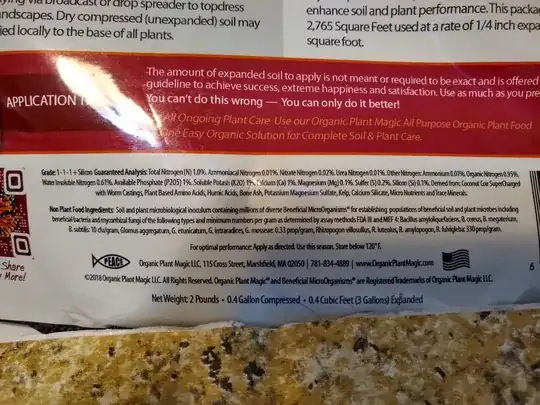 ying via broadcast or drop spreader to topdress
ndscapes. Dry compressed (unexpanded) soil may
ied locally to the base of all plants.
enhance soil and plant performance. This packa
2,765 Square Feet used at a rate of 1/4 inch expa
square foot.
APPLICATION
The amount of expanded soil to apply is not meant or required to be exact and is offered
guideline to achieve success, extreme happiness and satisfaction. Use as much as you pre
You can't do this wrong — You can only do it better!
All Ongoing Plant Care: Use our Organic Plant Magic All Purpose Organic Plant Food
One Easy Organic Solution for Complete Soil & Plant Care.
Grade: 1-1-1 + Silicon Guaranteed Analysis: Total Nitrogen (N) 1.0%. Ammoniacal Nitrogen 0.01%. Nitrate Nitrogen 0.02%. Urea Nitrogen 0.01%. Other Nitrogen: Ammonium 0.01%, Organic Nitrogen 0.95%,
Water Insoluble Nitrogen 0.61%. Available Phosphate (P2O5) 1%. Soluble Potash (K20) 1%. Calcium (Ca) 1%. Magnesium (Mg) 0.1%. Sulfer (S) 0.2%. Silicon (Si) 0.1%. Derived from: Coconut Coir SuperCharged
with Worm Castings, Plant Based Amino Acids, Humic Acids, Bone Ash, Potassium Magnesium Sulfate, Kelp, Sulfur, Calcium Silicate, Micro Nutrients and Trace Minerals.
Non Plant Food Ingredients: Soil and plant microbiological inoculum containing millions of diverse Beneficial MicroOrganisms® for establishing populations of beneficial soil and plant microbes including
beneficial bacteria and mycorrhizal fungi of the following types and minimum numbers per gram as determined by assay methods FDA III and MEF 4: Bacillus amyloliquefaciens, B. cereus, B. megaterium,
B. subtilis: 10 cfu/gram, Glomus aggregatum, G. etunicatum, G. intraradices, G. mosseae: 0.33 prop/gram, Rhizopogen villosullus, R. luteolus, R. amylopogon, R. fulvigleba: 330 prop/gram.
For optimal performance: Apply as directed. Use this season. Store below 120°F.
Share
More!
PEACE
Organic Plant Magic LLC, 115 Cross Street, Marshfield, MA 02050 | 781-834-4889 | www.OrganicPlantMagic.com
©2018 Organic Plant Magic LLC. All Rights Reserved. Organic Plant Magic® and Beneficial MicroOrganisms® are Registered Trademarks of Organic Plant Magic LLC.
6
Net Weight: 2 Pounds • 0.4 Gallon Compressed • 0.4 Cubic Feet (3 Gallons) Expanded